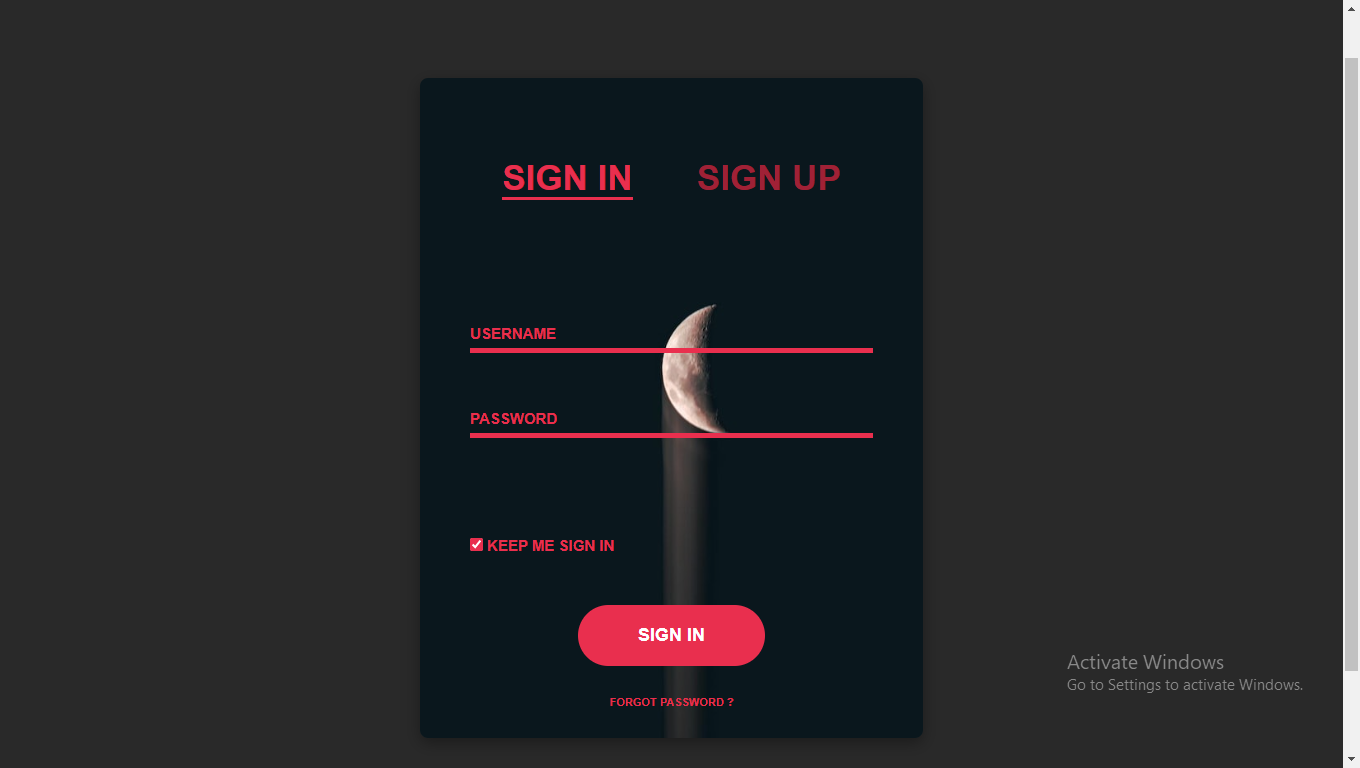 SIGN IN SIGN UP
USERNAME
PASSWORD
KEEP ME SIGN IN
SIGN IN
FORGOT PASSWORD ?
Activate Windows
Go to Settings to activate Windows.